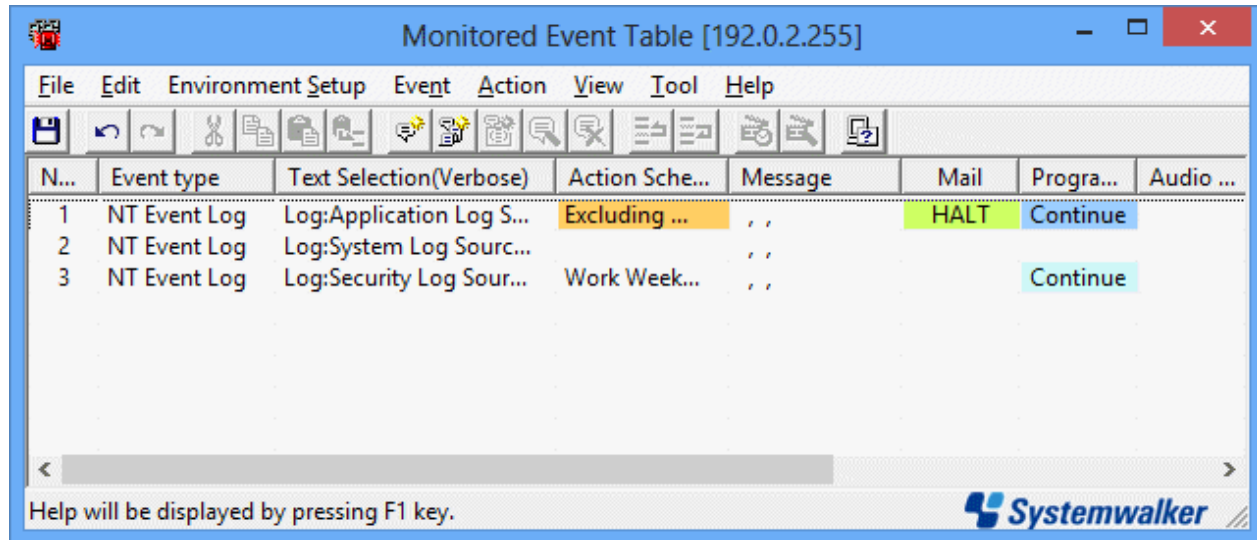 Monitored Event Table [192.0.2.255]
File Edit Environment Setup Event Action View Tool Help
N... Event type Text Selection(Verbose) Action Sche... Message Mail Progra... Audio ...
1 NT Event Log Log:Application Log S... Excluding ... , , HALT Continue
2 NT Event Log Log:System Log Sourc... , ,
3 NT Event Log Log:Security Log Sour... Work Week... , , Continue
Help will be displayed by pressing F1 key. Systemwalker